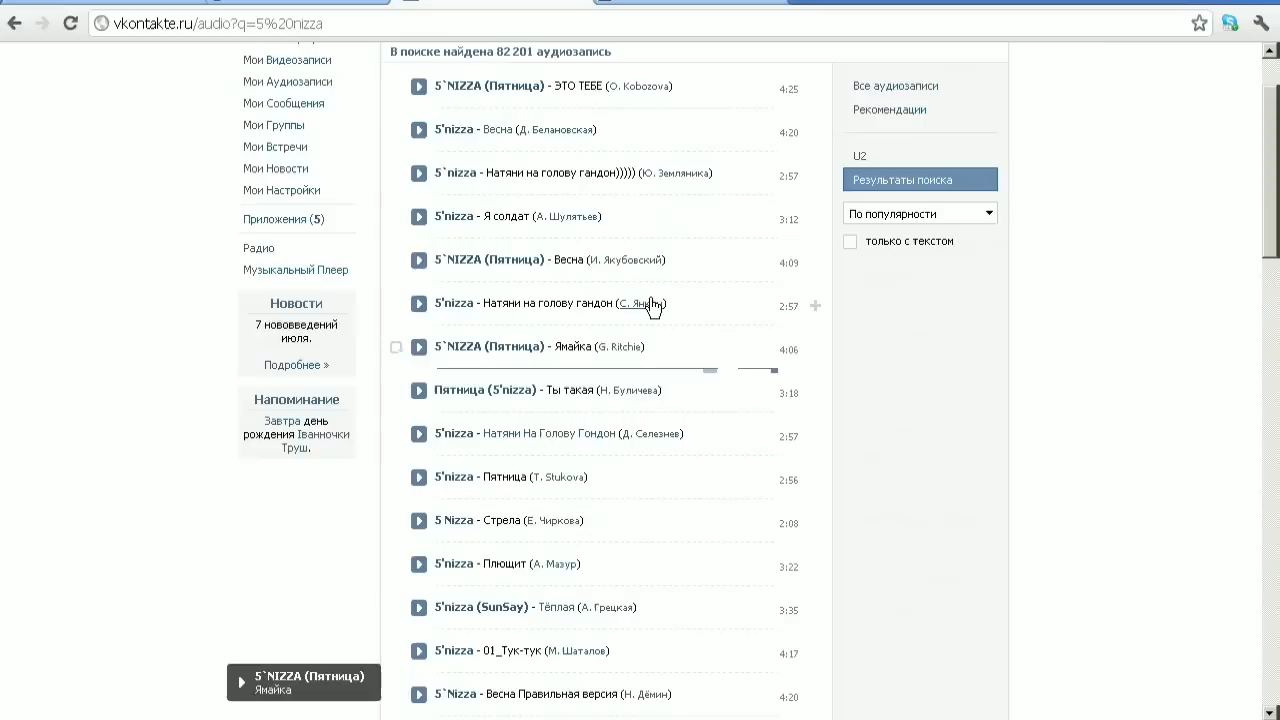 vkontakte.ru/audio?q=5%20nizza
Мои Видеозаписи
Мои Аудиозаписи
Мои Сообщения
Мои Группы
Мои Встречи
Мои Новости
Мои Настройки
Приложения (5)
Радио
Музыкальный Плеер
Новости
7 нововведений
июля.
Подробнее »
Напоминание
Завтра день
рождения Іванночки
Труш.
В поиске найдена 82 201 аудиозапись
5`NIZZA (Пятница) - ЭТО ТЕБЕ (O. Kobozova) 4:25
5'nizza - Весна (Д. Белановская) 4:20
5`nizza - Натяни на голову гандон))))) (Ю. Земляника) 2:57
5'nizza - Я солдат (А. Шулятьев) 3:12
5`NIZZA (Пятница) - Весна (И. Якубовский) 4:09
5'nizza - Натяни на голову гандон (С. 2:57
5`NIZZA (Пятница) - Ямайка (G. Ritchie) 4:06
Пятница (5'nizza) - Ты такая (Н. Буличева) 3:18
5'nizza - Натяни На Голову Гондон (Д. Селезнев) 2:57
5'nizza - Пятница (T. Stukova) 2:56
5 Nizza - Стрела (Е. Чиркова) 2:08
5'nizza - Плющит (А. Мазур) 3:22
5'nizza (SunSay) - Тёплая (А. Грецкая) 3:35
5'nizza - 01_Тук-тук (М. Шаталов) 4:17
5`Nizza - Весна Правильная версия (Н. Дёмин) 4:20
Все аудиозаписи
Рекомендации
U2
Результаты поиска
По популярности
только с текстом
5`NIZZA (Пятница)
Ямайка